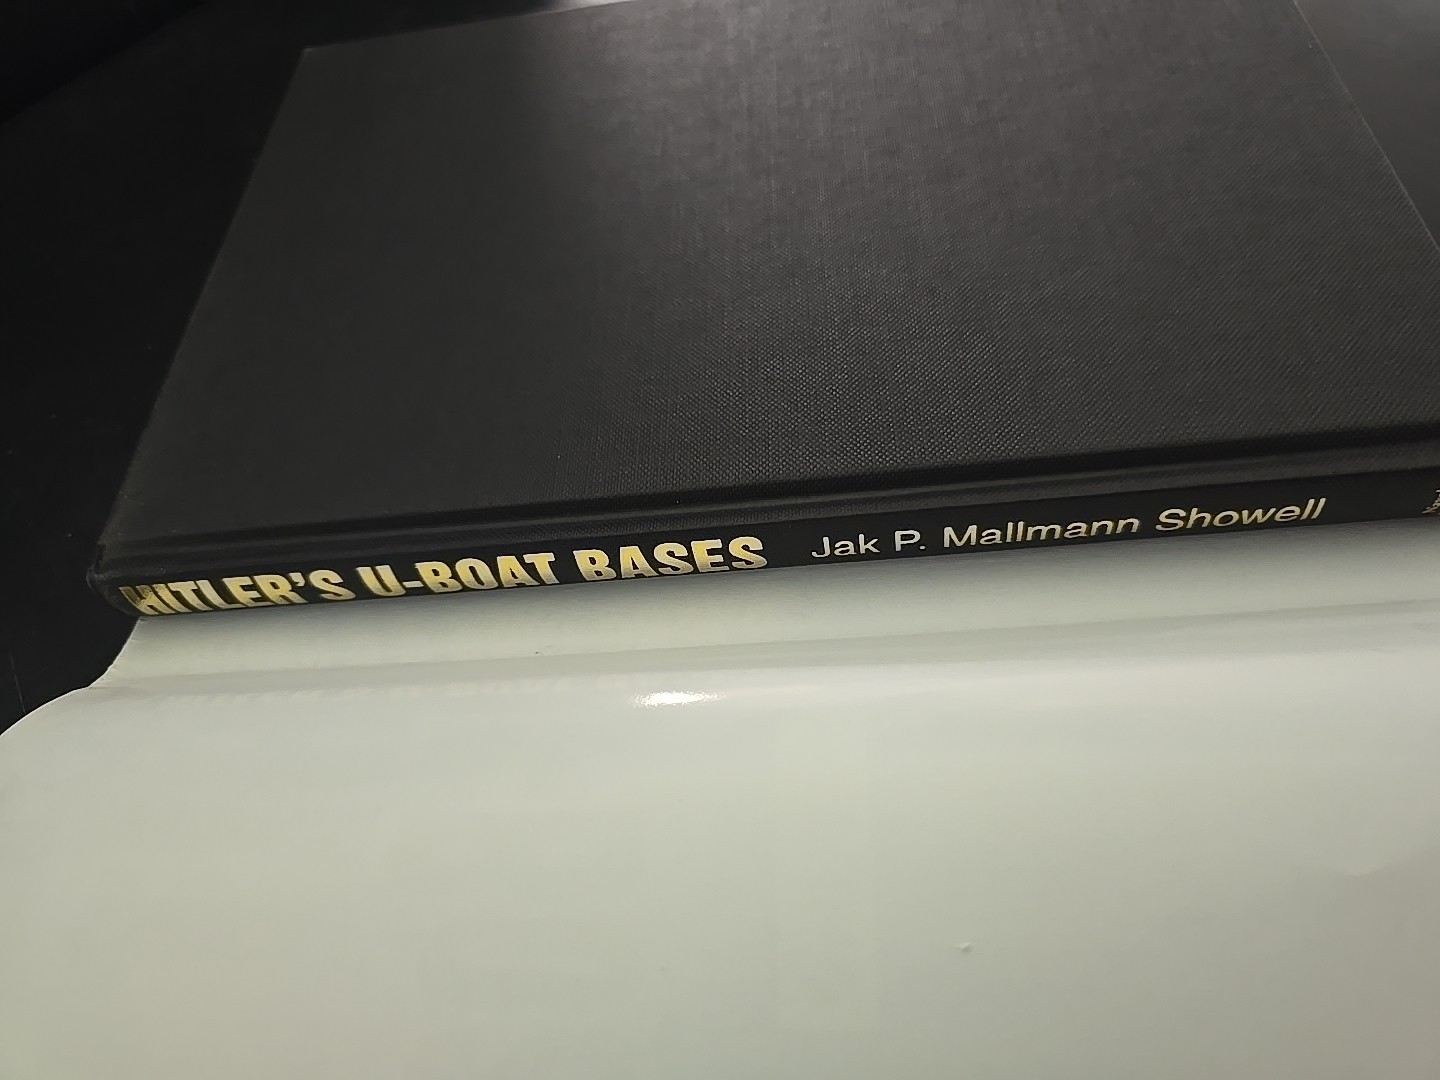 HITLER'S U-BOAT BASES Jak P. Mallmann Showell